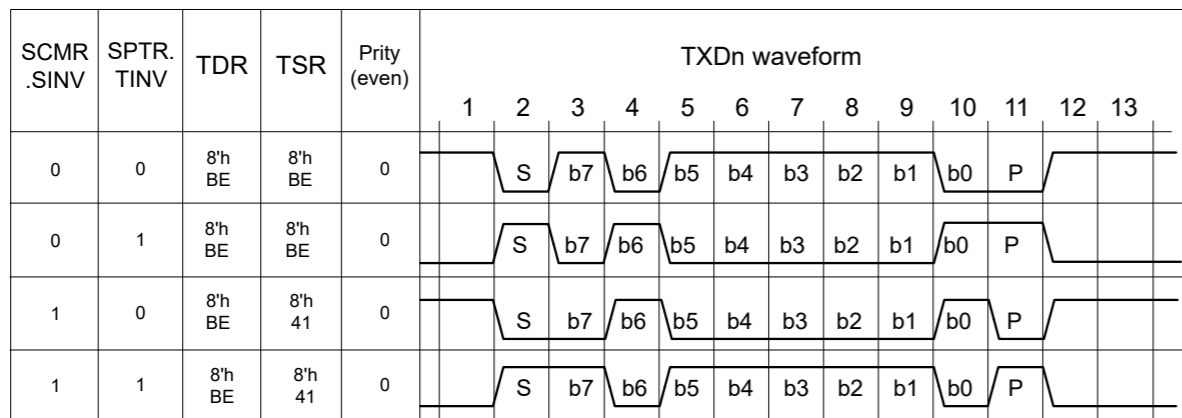 SCMR .SINV SPTR. TINV TDR TSR Prity (even) TXDn waveform
1 2 3 4 5 6 7 8 9 10 11 12 13
0 0 8'h BE 8'h BE 0 S b7 b6 b5 b4 b3 b2 b1 b0 P
0 1 8'h BE 8'h BE 0 S b7 b6 b5 b4 b3 b2 b1 b0 P
1 0 8'h BE 8'h 41 0 S b7 b6 b5 b4 b3 b2 b1 b0 P
1 1 8'h BE 8'h 41 0 S b7 b6 b5 b4 b3 b2 b1 b0 P